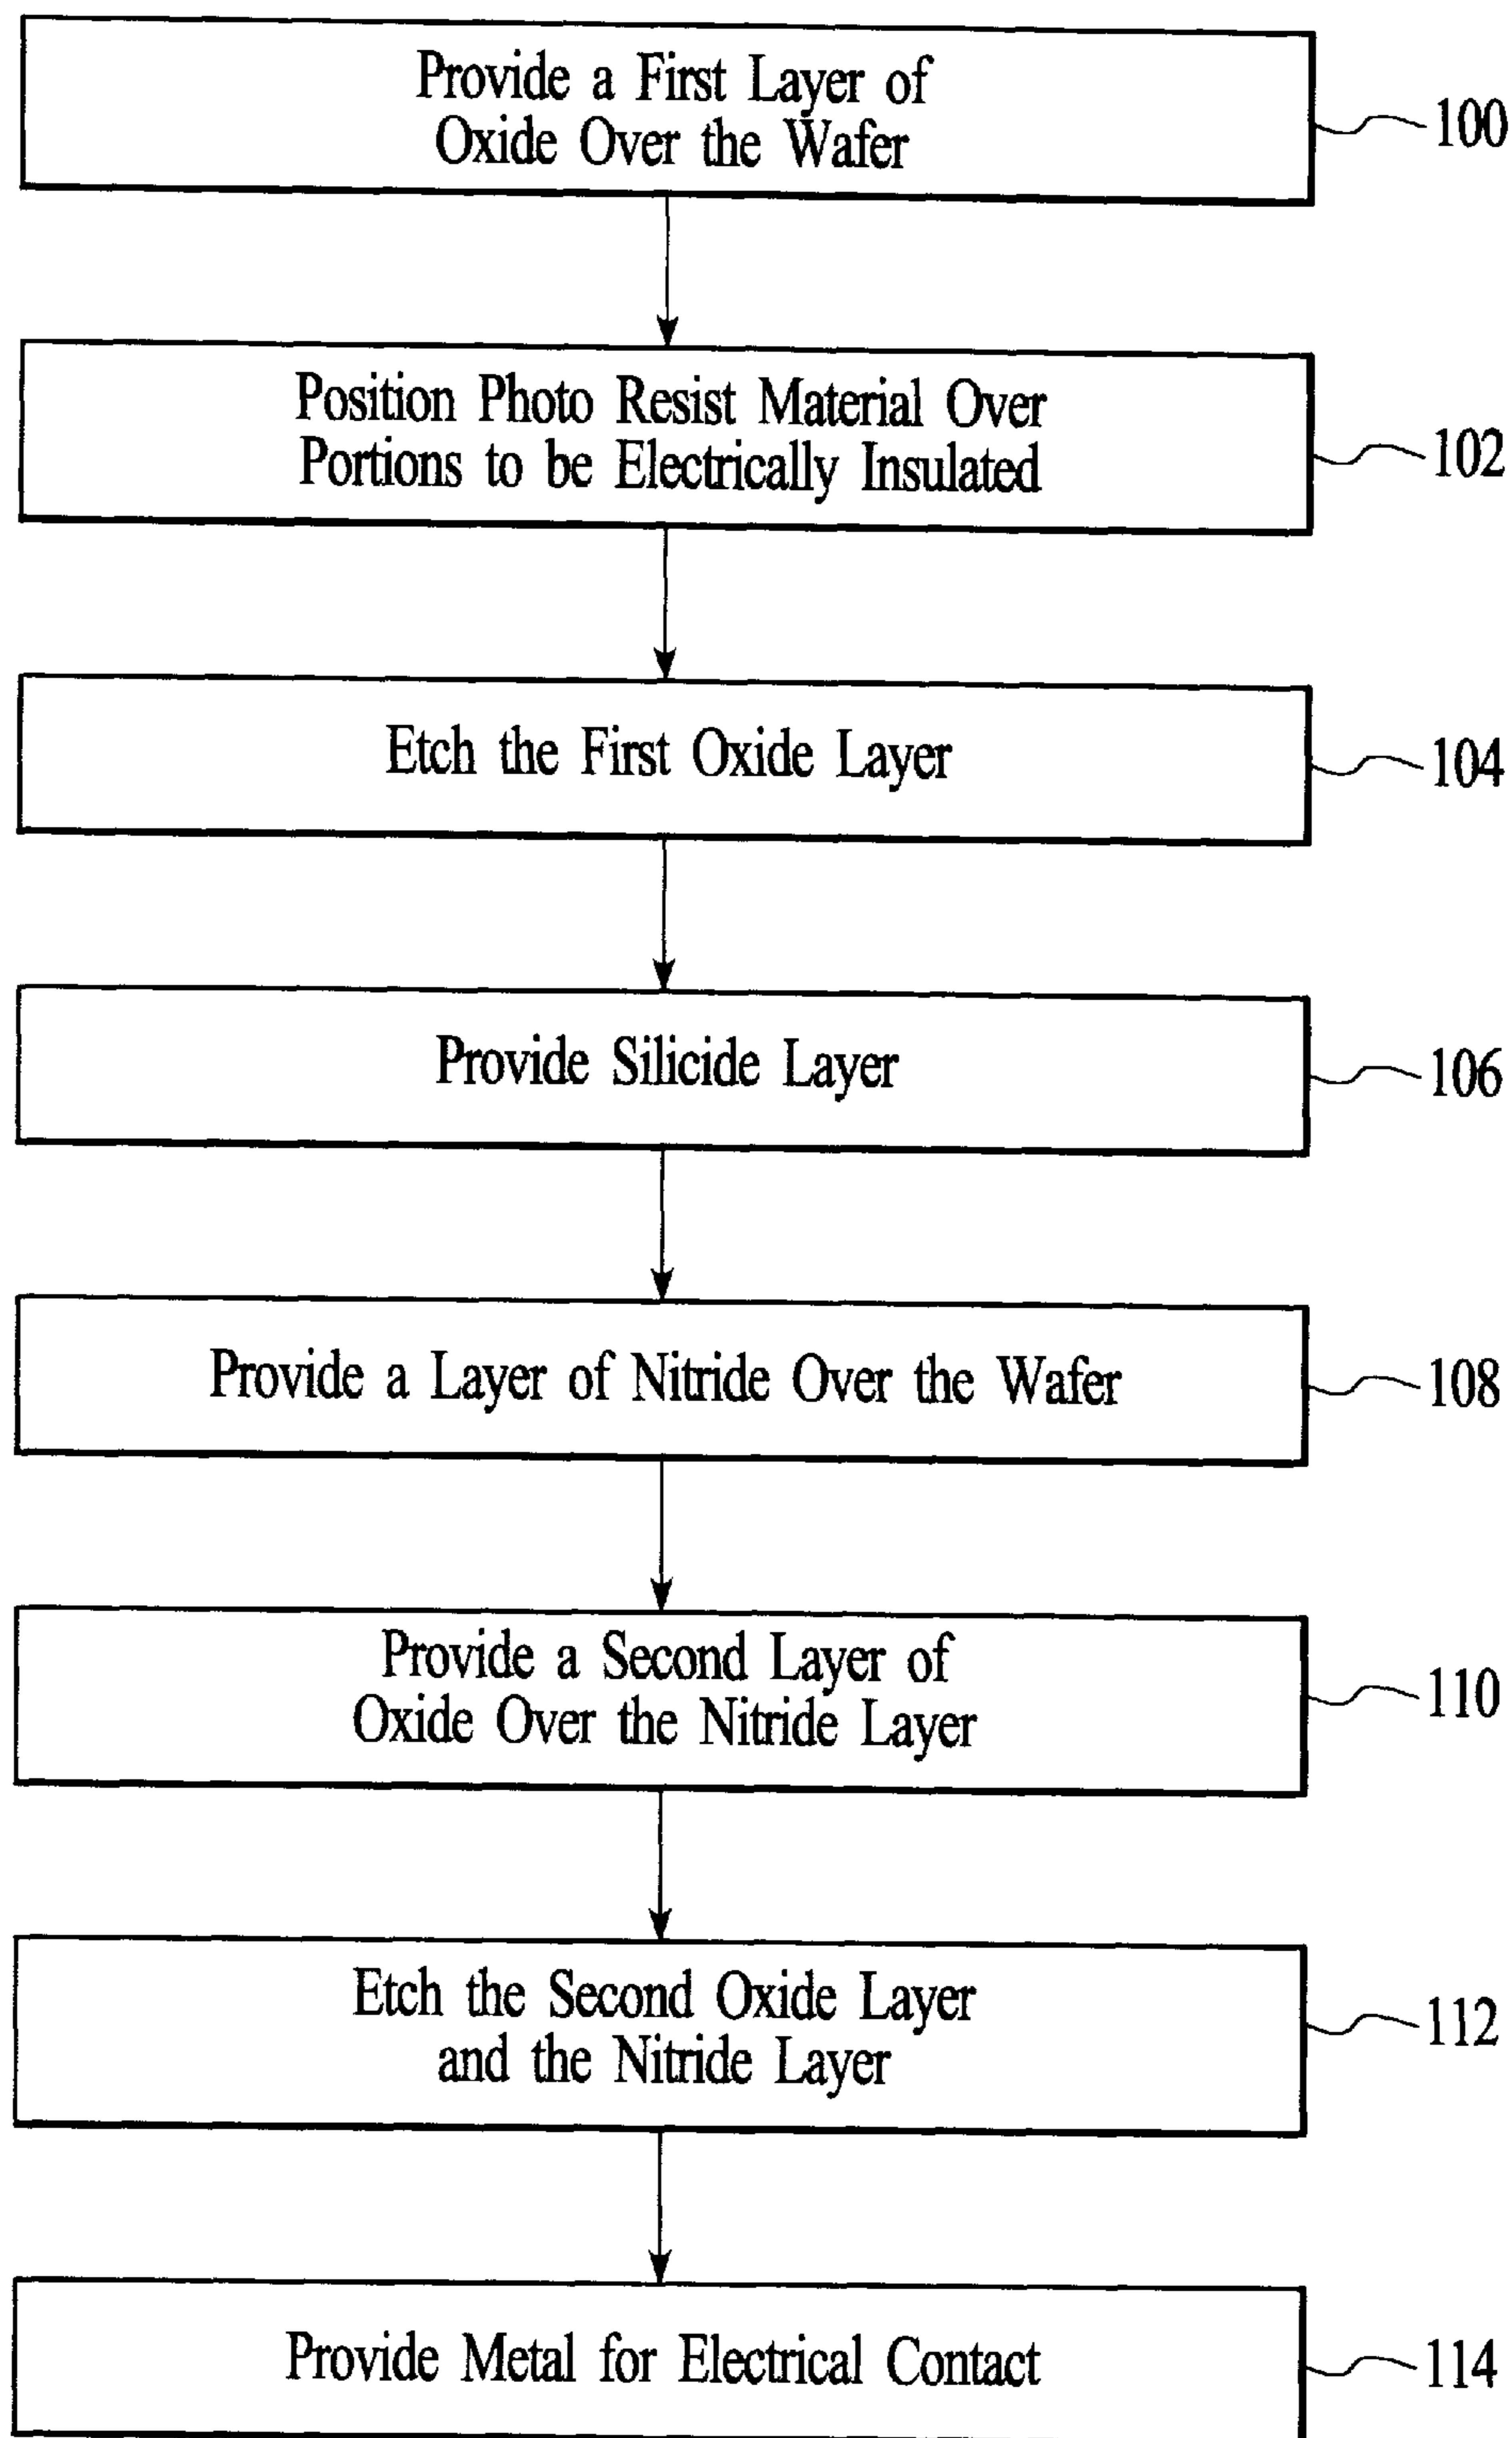 Provide a First Layer of
Oxide Over the Wafer
100
Position Photo Resist Material Over
Portions to be Electrically Insulated
102
Etch the First Oxide Layer
104
Provide Silicide Layer
106
Provide a Layer of Nitride Over the Wafer
108
Provide a Second Layer of
Oxide Over the Nitride Layer
110
Etch the Second Oxide Layer
and the Nitride Layer
112
Provide Metal for Electrical Contact
114